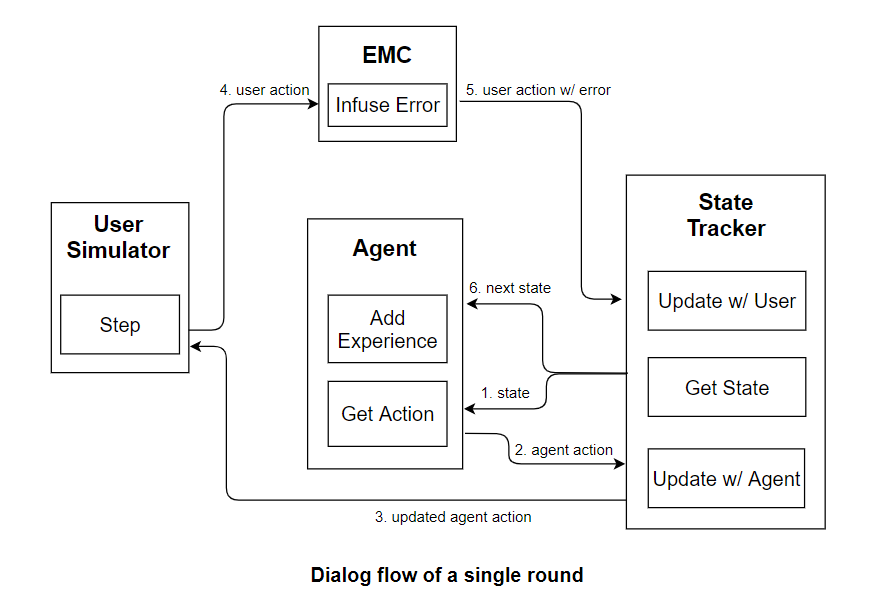 EMC
Infuse Error
4. user action
5. user action w/ error
User
Simulator
Step
Agent
Add
Experience
Get Action
State
Tracker
Update w/ User
Get State
Update w/ Agent
6. next state
1. state
2. agent action
3. updated agent action
Dialog flow of a single round